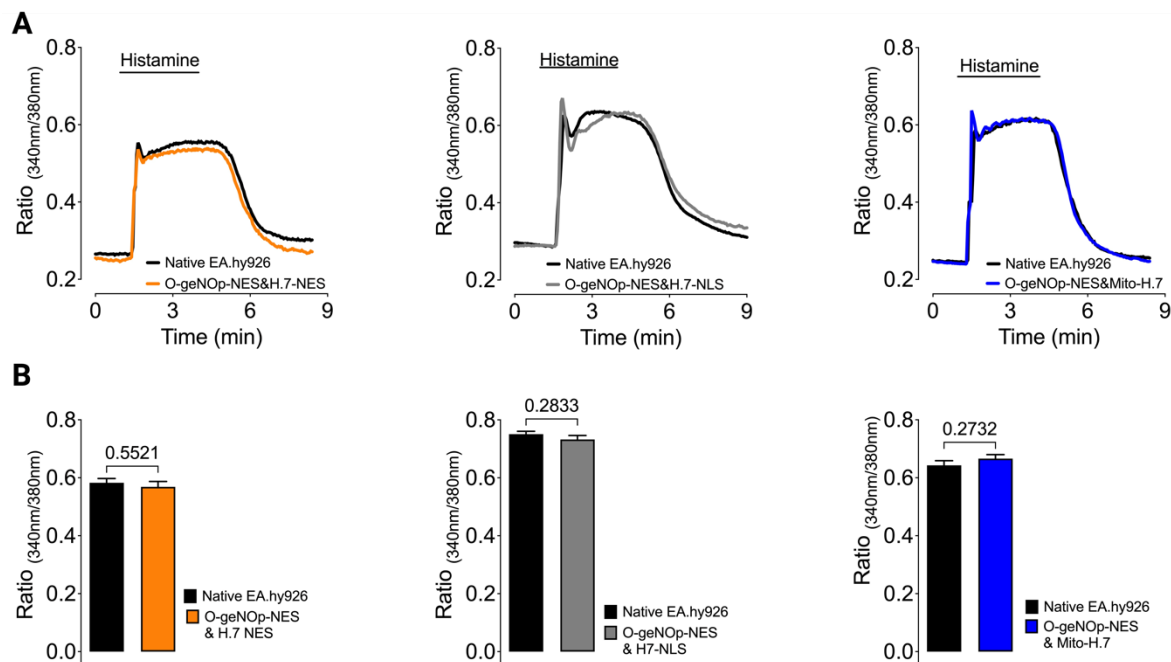 A
Histamine
Ratio (340nm/380nm)
0.8
0.6
0.4
0.2
Native EA.hy926
O-geNOp-NES&H.7-NES
0 3 6 9
Time (min)
Histamine
Ratio (340nm/380nm)
0.8
0.6
0.4
0.2
Native EA.hy926
O-geNOp-NES&H.7-NLS
0 3 6 9
Time (min)
Histamine
Ratio (340nm/380nm)
0.8
0.6
0.4
0.2
Native EA.hy926
O-geNOp-NES&Mito-H.7
0 3 6 9
Time (min)
B
Ratio (340nm/380nm)
0.8
0.6
0.4
0.2
0.0
0.5521
Native EA.hy926
O-geNOp-NES
& H.7 NES
Ratio (340nm/380nm)
0.8
0.6
0.4
0.2
0.0
0.2833
Native EA.hy926
O-geNOp-NES
& H7-NLS
Ratio (340nm/380nm)
0.8
0.6
0.4
0.2
0.0
0.2732
Native EA.hy926
O-geNOp-NES
& Mito-H.7